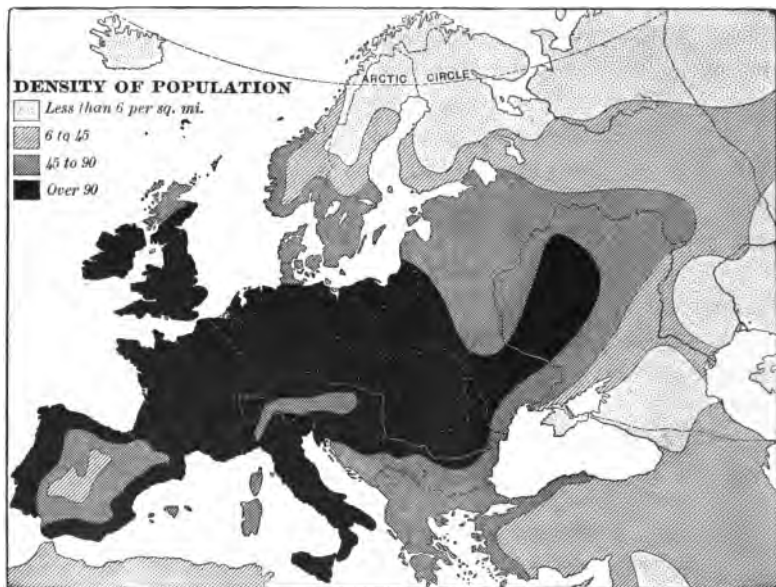 ARCTIC CIRCLE
DENSITY OF POPULATION
Less than 6 per sq. mi.
6 to 45
45 to 90
Over 90